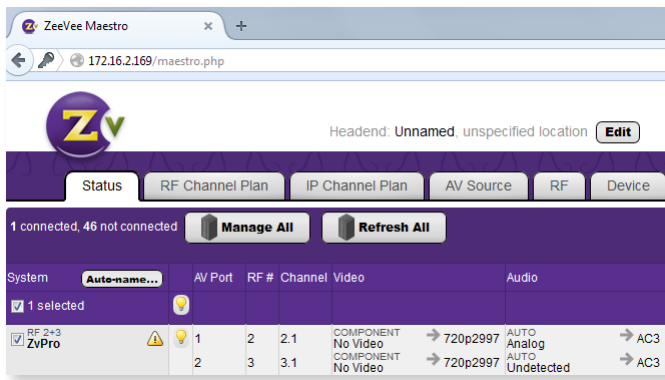 ZeeVee Maestro
172.16.2.169/maestro.php
Zv
Headend: Unnamed, unspecified location Edit
Status RF Channel Plan IP Channel Plan AV Source RF Device
1 connected, 46 not connected Manage All Refresh All
System Auto-name... AV Port RF # Channel Video Audio
1 selected
RF 2+3 COMPONENT AUTO
ZvPro 1 2 2.1 No Video 720p2997 Analog AC3
COMPONENT AUTO
2 3 3.1 No Video 720p2997 Undetected AC3